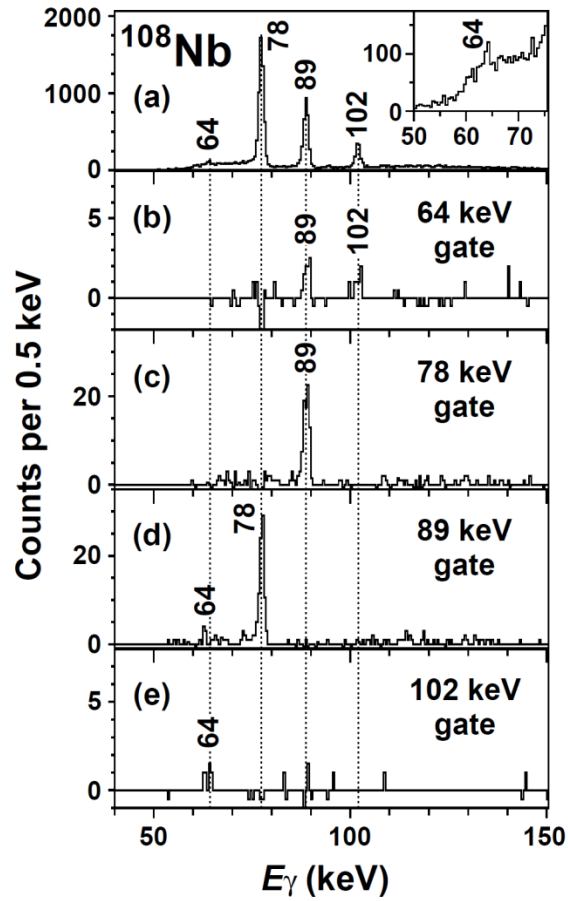 ¹⁰⁸Nb
(a)
64
78
89
102
2000
1000
0
64
100
0
50
60
70
(b)
89
102
64 keV
gate
5
0
(c)
89
78 keV
gate
20
0
(d)
64
78
89 keV
gate
20
0
(e)
64
102 keV
gate
5
0
50
100
150
Counts per 0.5 keV
Eγ (keV)